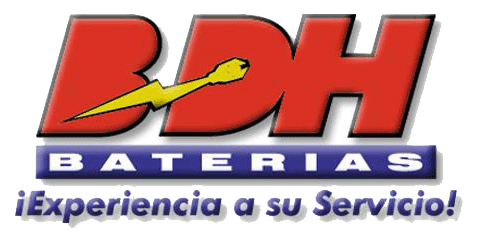 BDH
BATERIAS
¡Experiencia a su Servicio!